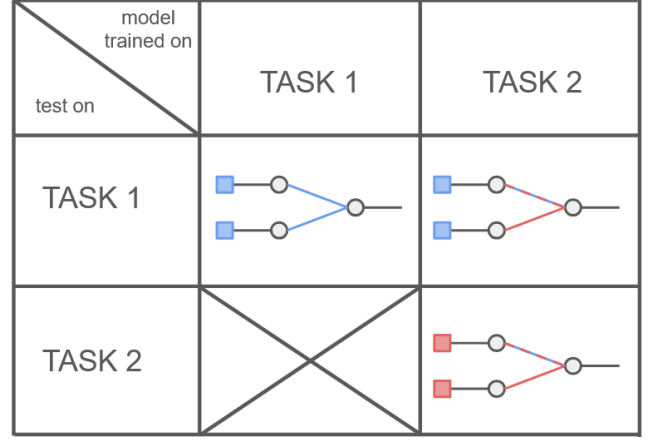 model
trained on
test on
TASK 1
TASK 2
TASK 1
TASK 2